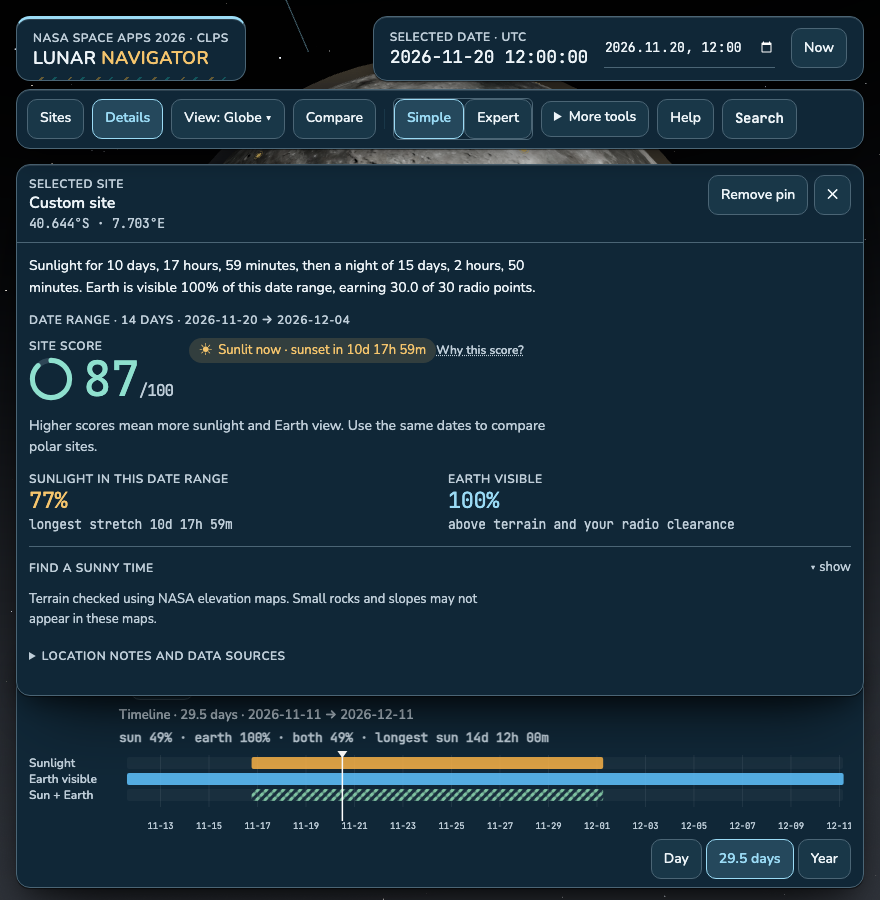 NASA SPACE APPS 2026 · CLPS
LUNAR NAVIGATOR
SELECTED DATE · UTC
2026-11-20 12:00:00
2026.11.20, 12:00
Now
Sites
Details
View: Globe ▾
Compare
Simple
Expert
▶ More tools
Help
Search
SELECTED SITE
Custom site
40.644°S · 7.703°E
Remove pin
✕
Sunlight for 10 days, 17 hours, 59 minutes, then a night of 15 days, 2 hours, 50
minutes. Earth is visible 100% of this date range, earning 30.0 of 30 radio points.
DATE RANGE · 14 DAYS · 2026-11-20 → 2026-12-04
SITE SCORE
87/100
☀ Sunlit now · sunset in 10d 17h 59m
Why this score?
Higher scores mean more sunlight and Earth view. Use the same dates to compare
polar sites.
SUNLIGHT IN THIS DATE RANGE
77%
longest stretch 10d 17h 59m
EARTH VISIBLE
100%
above terrain and your radio clearance
FIND A SUNNY TIME
▾ show
Terrain checked using NASA elevation maps. Small rocks and slopes may not
appear in these maps.
▶ LOCATION NOTES AND DATA SOURCES
Timeline · 29.5 days · 2026-11-11 → 2026-12-11
sun 49% · earth 100% · both 49% · longest sun 14d 12h 00m
Sunlight
Earth visible
Sun + Earth
11-13 11-15 11-17 11-19 11-21 11-23 11-25 11-27 11-29 12-01 12-03 12-05 12-07 12-09 12-11
Day
29.5 days
Year